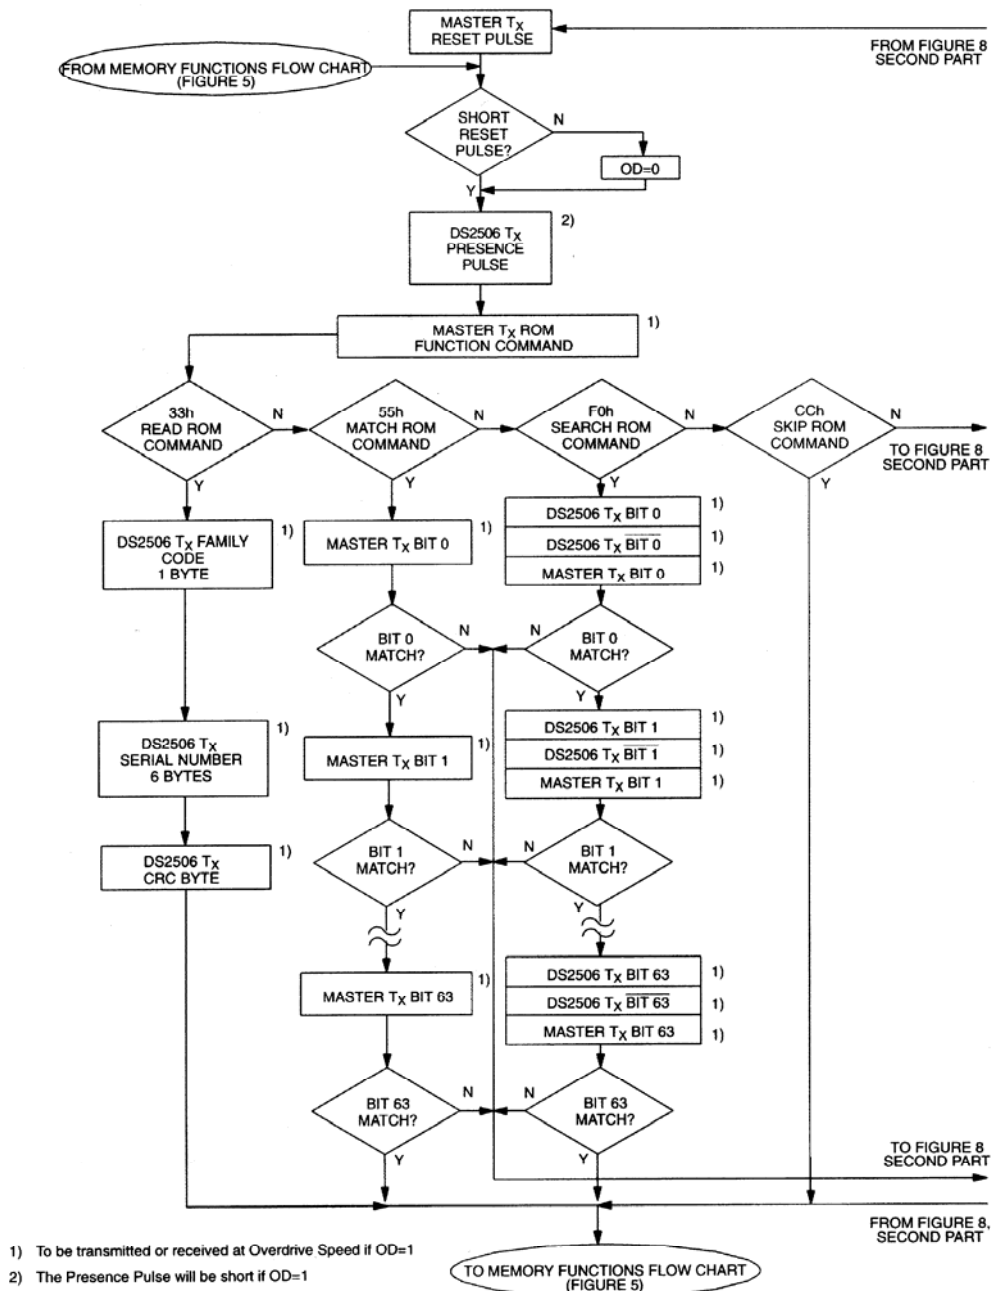 MASTER TX
RESET PULSE
FROM FIGURE 8
SECOND PART
FROM MEMORY FUNCTIONS FLOW CHART
(FIGURE 5)
SHORT
RESET
PULSE?
N
OD=0
Y
DS2506 TX
PRESENCE
PULSE
2)
MASTER TX ROM
FUNCTION COMMAND
1)
33h
READ ROM
COMMAND
N
Y
55h
MATCH ROM
COMMAND
N
Y
F0h
SEARCH ROM
COMMAND
N
Y
CCh
SKIP ROM
COMMAND
N
Y
TO FIGURE 8
SECOND PART
DS2506 TX FAMILY
CODE
1 BYTE
1)
MASTER TX BIT 0
1)
DS2506 TX BIT 0
1)
DS2506 TX BIT 0
1)
MASTER TX BIT 0
1)
BIT 0
MATCH?
N
Y
BIT 0
MATCH?
N
Y
DS2506 TX
SERIAL NUMBER
6 BYTES
1)
MASTER TX BIT 1
1)
DS2506 TX BIT 1
1)
DS2506 TX BIT 1
1)
MASTER TX BIT 1
1)
DS2506 TX
CRC BYTE
1)
BIT 1
MATCH?
N
Y
BIT 1
MATCH?
N
Y
MASTER TX BIT 63
1)
DS2506 TX BIT 63
1)
DS2506 TX BIT 63
1)
MASTER TX BIT 63
1)
BIT 63
MATCH?
N
Y
BIT 63
MATCH?
N
Y
TO FIGURE 8
SECOND PART
FROM FIGURE 8,
SECOND PART
1) To be transmitted or received at Overdrive Speed if OD=1
2) The Presence Pulse will be short if OD=1
TO MEMORY FUNCTIONS FLOW CHART
(FIGURE 5)